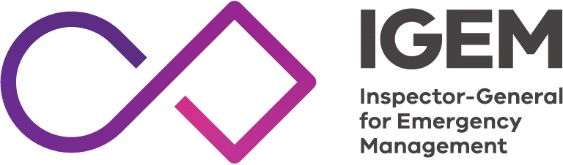 IGEM
Inspector-General
for Emergency
Management